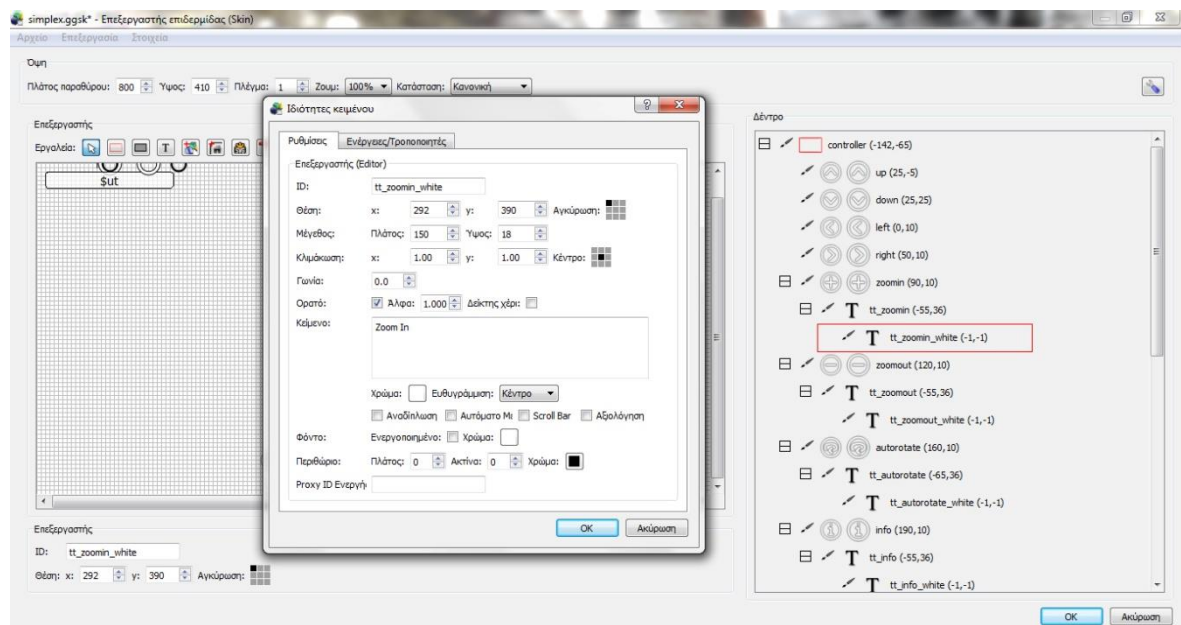 simplex.ggsk* - Επεξεργαστής επιδερμίδας (Skin)
Αρχείο Επεξεργασία Στοιχεία
Όψη
Πλάτος παραθύρου: 800 Ύψος: 410 Πλέγμα: 1 Ζουμ: 100% Κατάσταση: Κανονική
Επεξεργαστής
Εργαλεία: T
$ut
Ιδιότητες κειμένου
Ρυθμίσεις Ενέργειες/Τροποποιητές
Επεξεργαστής (Editor)
ID: tt_zoomin_white
Θέση: x: 292 y: 390 Αγκύρωση:
Μέγεθος: Πλάτος: 150 Ύψος: 18
Κλιμάκωση: x: 1.00 y: 1.00 Κέντρο:
Γωνία: 0.0
Ορατό: Άλφα: 1.000 Δείκτης χέρι:
Κείμενο: Zoom In
Χρώμα: Ευθυγράμμιση: Κέντρο
Αναδίπλωση Αυτόματο Μι Scroll Bar Αξιολόγηση
Φόντο: Ενεργοποιημένο: Χρώμα:
Περιθώριο: Πλάτος: 0 Ακτίνα: 0 Χρώμα:
Proxy ID Ενεργή
OK Ακύρωση
Επεξεργαστής
ID: tt_zoomin_white
Θέση: x: 292 y: 390 Αγκύρωση:
Δέντρο
controller (-142,-65)
up (25,-5)
down (25,25)
left (0,10)
right (50,10)
zoomin (90,10)
T tt_zoomin (-55,36)
T tt_zoomin_white (-1,-1)
zoomout (120,10)
T tt_zoomout (-55,36)
T tt_zoomout_white (-1,-1)
autorotate (160,10)
T tt_autorotate (-65,36)
T tt_autorotate_white (-1,-1)
info (190,10)
T tt_info (-55,36)
T tt_info_white (-1,-1)
OK Ακύρωση